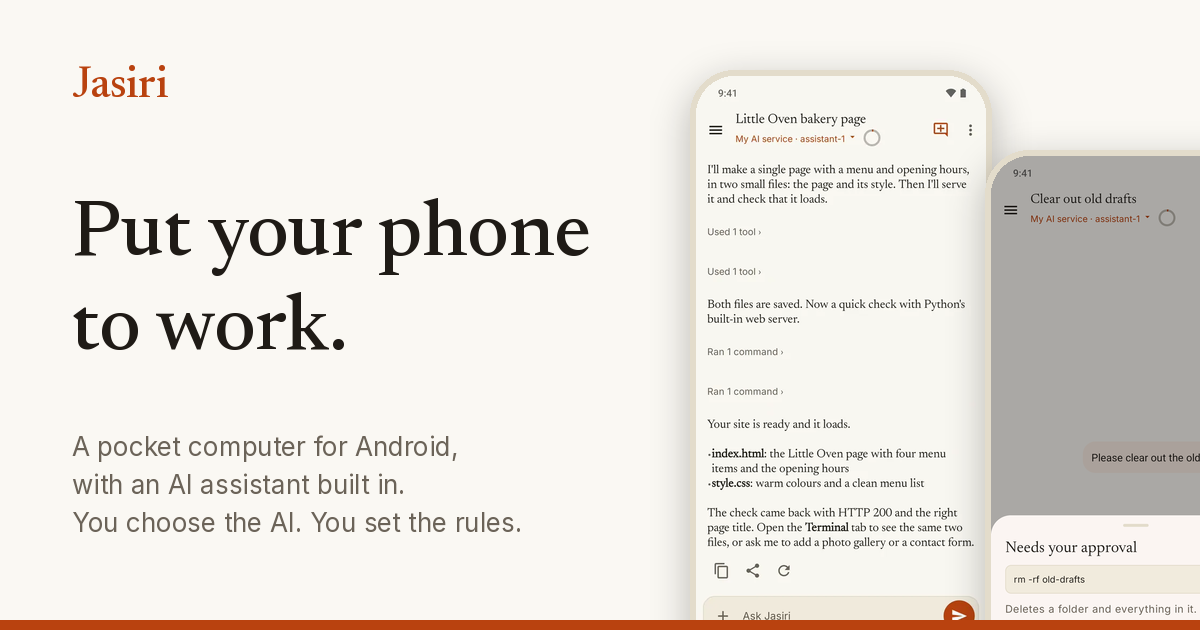 Jasiri
Put your phone
to work.
A pocket computer for Android,
with an AI assistant built in.
You choose the AI. You set the rules.
9:41
Little Oven bakery page
My AI service · assistant-1
I'll make a single page with a menu and opening hours,
in two small files: the page and its style. Then I'll serve
it and check that it loads.
Used 1 tool ›
Used 1 tool ›
Both files are saved. Now a quick check with Python's
built-in web server.
Ran 1 command ›
Ran 1 command ›
Your site is ready and it loads.
·index.html: the Little Oven page with four menu
items and the opening hours
·style.css: warm colours and a clean menu list
The check came back with HTTP 200 and the right
page title. Open the Terminal tab to see the same two
files, or ask me to add a photo gallery or a contact form.
Ask Jasiri
9:41
Clear out old drafts
My AI service · assistant-1
Please clear out the old
Needs your approval
rm -rf old-drafts
Deletes a folder and everything in it.